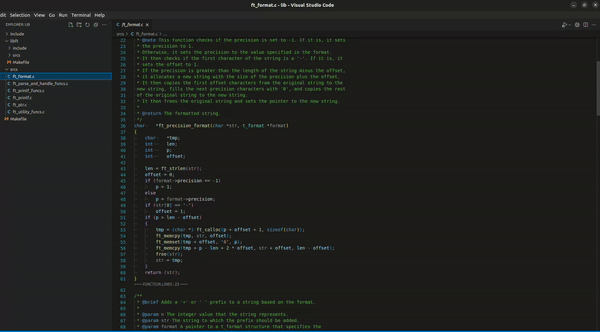 ft_format.c - lib - Visual Studio Code
dit Selection View Go Run Terminal Help
EXPLORER: LIB
include
libft
include
srcs
Makefile
srcs
ft_format.c
ft_parse_and_handle_funcs.c
ft_printf_funcs.c
ft_printf.c
ft_ptr.c
ft_utility_funcs.c
Makefile
ft_format.c
srcs > ft_format.c > ...
22 * @note This function checks if the precision is set to -1. If it is, it sets
23 * the precision to 1.
24 * Otherwise, it sets the precision to the value specified in the format.
25 * It then checks if the first character of the string is a '-'. If it is, it
26 * sets the offset to 1.
27 * If the precision is greater than the length of the string minus the offset,
28 * it allocates a new string with the size of the precision plus the offset.
29 * It then copies the first offset characters from the original string to the
30 new string, fills the next precision characters with '0', and copies the rest
31 of the original string to the new string.
32 * It then frees the original string and sets the pointer to the new string.
33 *
34 * @return The formatted string.
35 */
36 char *ft_precision_format(char *str, t_format *format)
37 {
38 char *tmp;
39 int len;
40 int p;
41 int offset;
42
43 len = ft_strlen(str);
44 offset = 0;
45 if (format->precision == -1)
46 p = 1;
47 else
48 p = format->precision;
49 if (str[0] == '-')
50 offset = 1;
51 if (p > len - offset)
52 {
53 tmp = (char *) ft_calloc(p + offset + 1, sizeof(char));
54 ft_memcpy(tmp, str, offset);
55 ft_memset(tmp + offset, '0', p);
56 ft_memcpy(tmp + p - len + 2 * offset, str + offset, len - offset);
57 free(str);
58 str = tmp;
59 }
60 return (str);
61 }
62
63 /**
64 * @brief Adds a '+' or ' ' prefix to a string based on the format.
65 *
66 * @param n The integer value that the string represents.
67 * @param str The string to which the prefix should be added.
68 * @param format A pointer to a t_format structure that specifies the